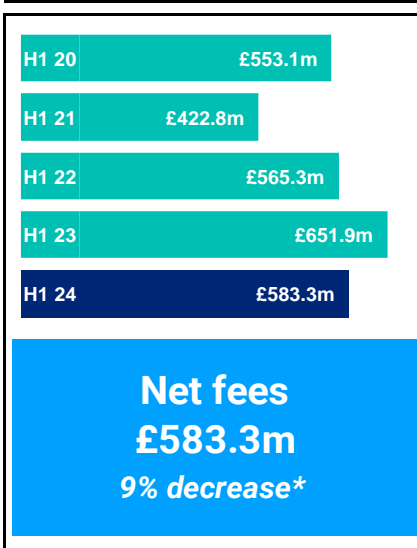 H1 20 £553.1m
H1 21 £422.8m
H1 22 £565.3m
H1 23 £651.9m
H1 24 £583.3m
Net fees
£583.3m
9% decrease*